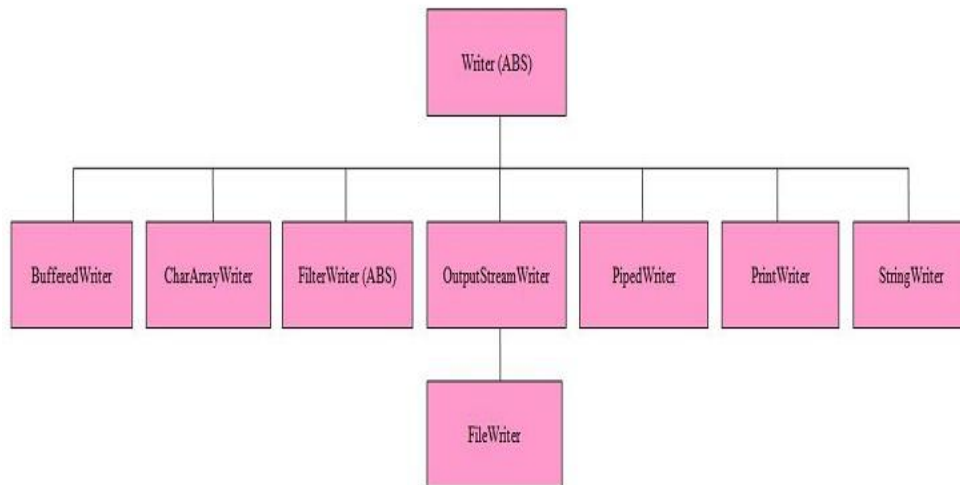 Writer (ABS)
BufferedWriter
CharArrayWriter
FilterWriter (ABS)
OutputStreamWriter
PipedWriter
PrintWriter
StringWriter
FileWriter